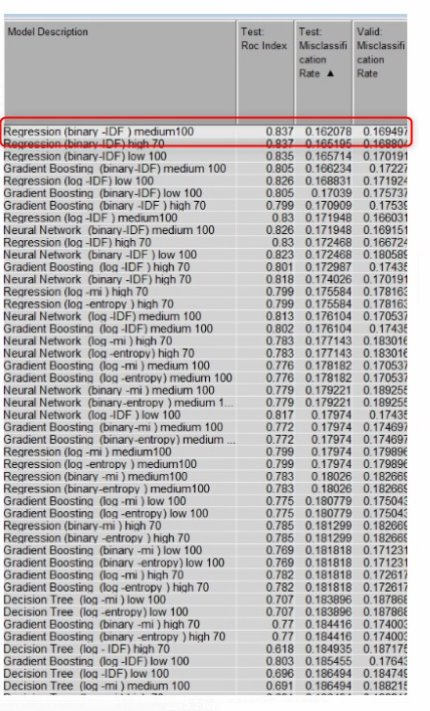 Model Description Test: Roc Index Test: Misclassifi cation Rate ▲ Valid: Misclassifi cation Rate
Regression (binary -IDF ) medium100 0.837 0.162078 0.169497
Regression (binary-IDF) high 70 0.837 0.165195 0.168804
Regression (binary-IDF) low 100 0.835 0.165714 0.170191
Gradient Boosting (binary-IDF) medium 100 0.805 0.166234 0.17227
Regression (log -IDF) low 100 0.826 0.168831 0.171924
Gradient Boosting (binary-IDF) low 100 0.805 0.17039 0.175737
Gradient Boosting (binary -IDF ) high 70 0.799 0.170909 0.17539
Regression (log -IDF ) medium100 0.83 0.171948 0.166031
Neural Network (binary-IDF) medium 100 0.826 0.171948 0.169151
Regression (log -IDF) high 70 0.83 0.172468 0.166724
Neural Network (binary -IDF ) low 100 0.823 0.172468 0.180589
Gradient Boosting (log -IDF ) high 70 0.801 0.172987 0.17435
Neural Network (binary -IDF ) high 70 0.818 0.174026 0.170191
Regression (log -mi ) high 70 0.799 0.175584 0.178163
Regression (log -entropy ) high 70 0.799 0.175584 0.178163
Neural Network (log -IDF) medium 100 0.813 0.176104 0.170537
Gradient Boosting (log -IDF) medium 100 0.802 0.176104 0.17435
Neural Network (log -mi ) high 70 0.783 0.177143 0.183016
Neural Network (log -entropy) high 70 0.783 0.177143 0.183016
Gradient Boosting (log -mi ) medium 100 0.776 0.178182 0.170537
Gradient Boosting (log -entropy) medium 100 0.776 0.178182 0.170537
Neural Network (binary -mi ) medium 100 0.779 0.179221 0.189255
Neural Network (binary-entropy ) medium 1... 0.779 0.179221 0.189255
Neural Network (log -IDF ) low 100 0.817 0.17974 0.17435
Gradient Boosting (binary-mi ) medium 100 0.772 0.17974 0.174697
Gradient Boosting (binary-entropy) medium ... 0.772 0.17974 0.174697
Regression (log -mi ) medium100 0.799 0.17974 0.179896
Regression (log -entropy ) medium100 0.799 0.17974 0.179896
Regression (binary -mi ) medium100 0.783 0.18026 0.182669
Regression (binary-entropy ) medium100 0.783 0.18026 0.182669
Gradient Boosting (log -mi ) low 100 0.775 0.180779 0.175043
Gradient Boosting (log -entropy) low 100 0.775 0.180779 0.175043
Regression (binary-mi ) high 70 0.785 0.181299 0.182669
Regression (binary -entropy ) high 70 0.785 0.181299 0.182669
Gradient Boosting (binary -mi ) low 100 0.769 0.181818 0.171231
Gradient Boosting (binary -entropy) low 100 0.769 0.181818 0.171231
Gradient Boosting (log -mi ) high 70 0.782 0.181818 0.172617
Gradient Boosting (log -entropy ) high 70 0.782 0.181818 0.172617
Decision Tree (log -mi ) low 100 0.707 0.183896 0.187868
Decision Tree (log -entropy) low 100 0.707 0.183896 0.187868
Gradient Boosting (binary -mi ) high 70 0.77 0.184416 0.174003
Gradient Boosting (binary -entropy ) high 70 0.77 0.184416 0.174003
Decision Tree (log - IDF) high 70 0.618 0.184935 0.187175
Gradient Boosting (log -IDF) low 100 0.803 0.185455 0.17643
Decision Tree (log -IDF) low 100 0.696 0.186494 0.184749
Decision Tree (log -mi ) medium 100 0.691 0.186494 0.188215